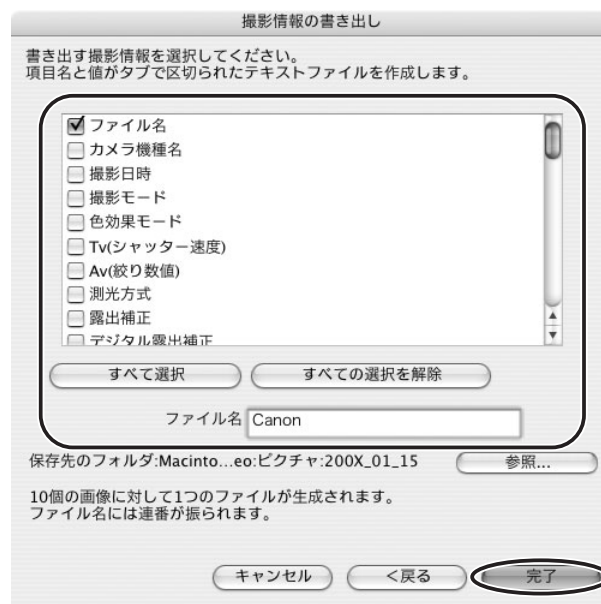 撮影情報の書き出し
書き出す撮影情報を選択してください。
項目名と値がタブで区切られたテキストファイルを作成します。
ファイル名
カメラ機種名
撮影日時
撮影モード
色効果モード
Tv(シャッター速度)
Av(絞り数値)
測光方式
露出補正
デジタル露出補正
すべて選択 すべての選択を解除
ファイル名 Canon
保存先のフォルダ:Macinto...eo:ピクチャ:200X_01_15 参照...
10個の画像に対して1つのファイルが生成されます。
ファイル名には連番が振られます。
キャンセル <戻る 完了